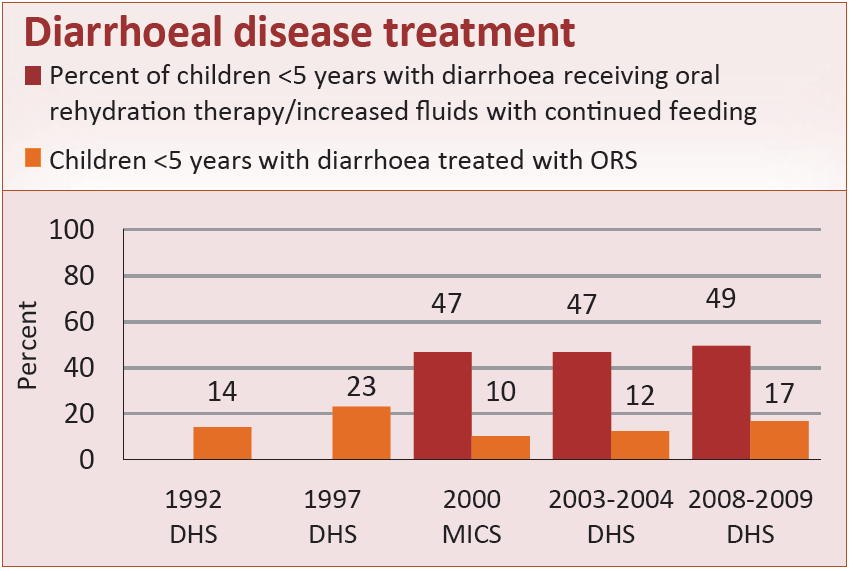 Diarrhoeal disease treatment
Percent of children <5 years with diarrhoea receiving oral
rehydration therapy/increased fluids with continued feeding
Children <5 years with diarrhoea treated with ORS
Percent
100
80
60
40
20
0
14
23
47
10
47
12
49
17
1992
DHS
1997
DHS
2000
MICS
2003-2004
DHS
2008-2009
DHS